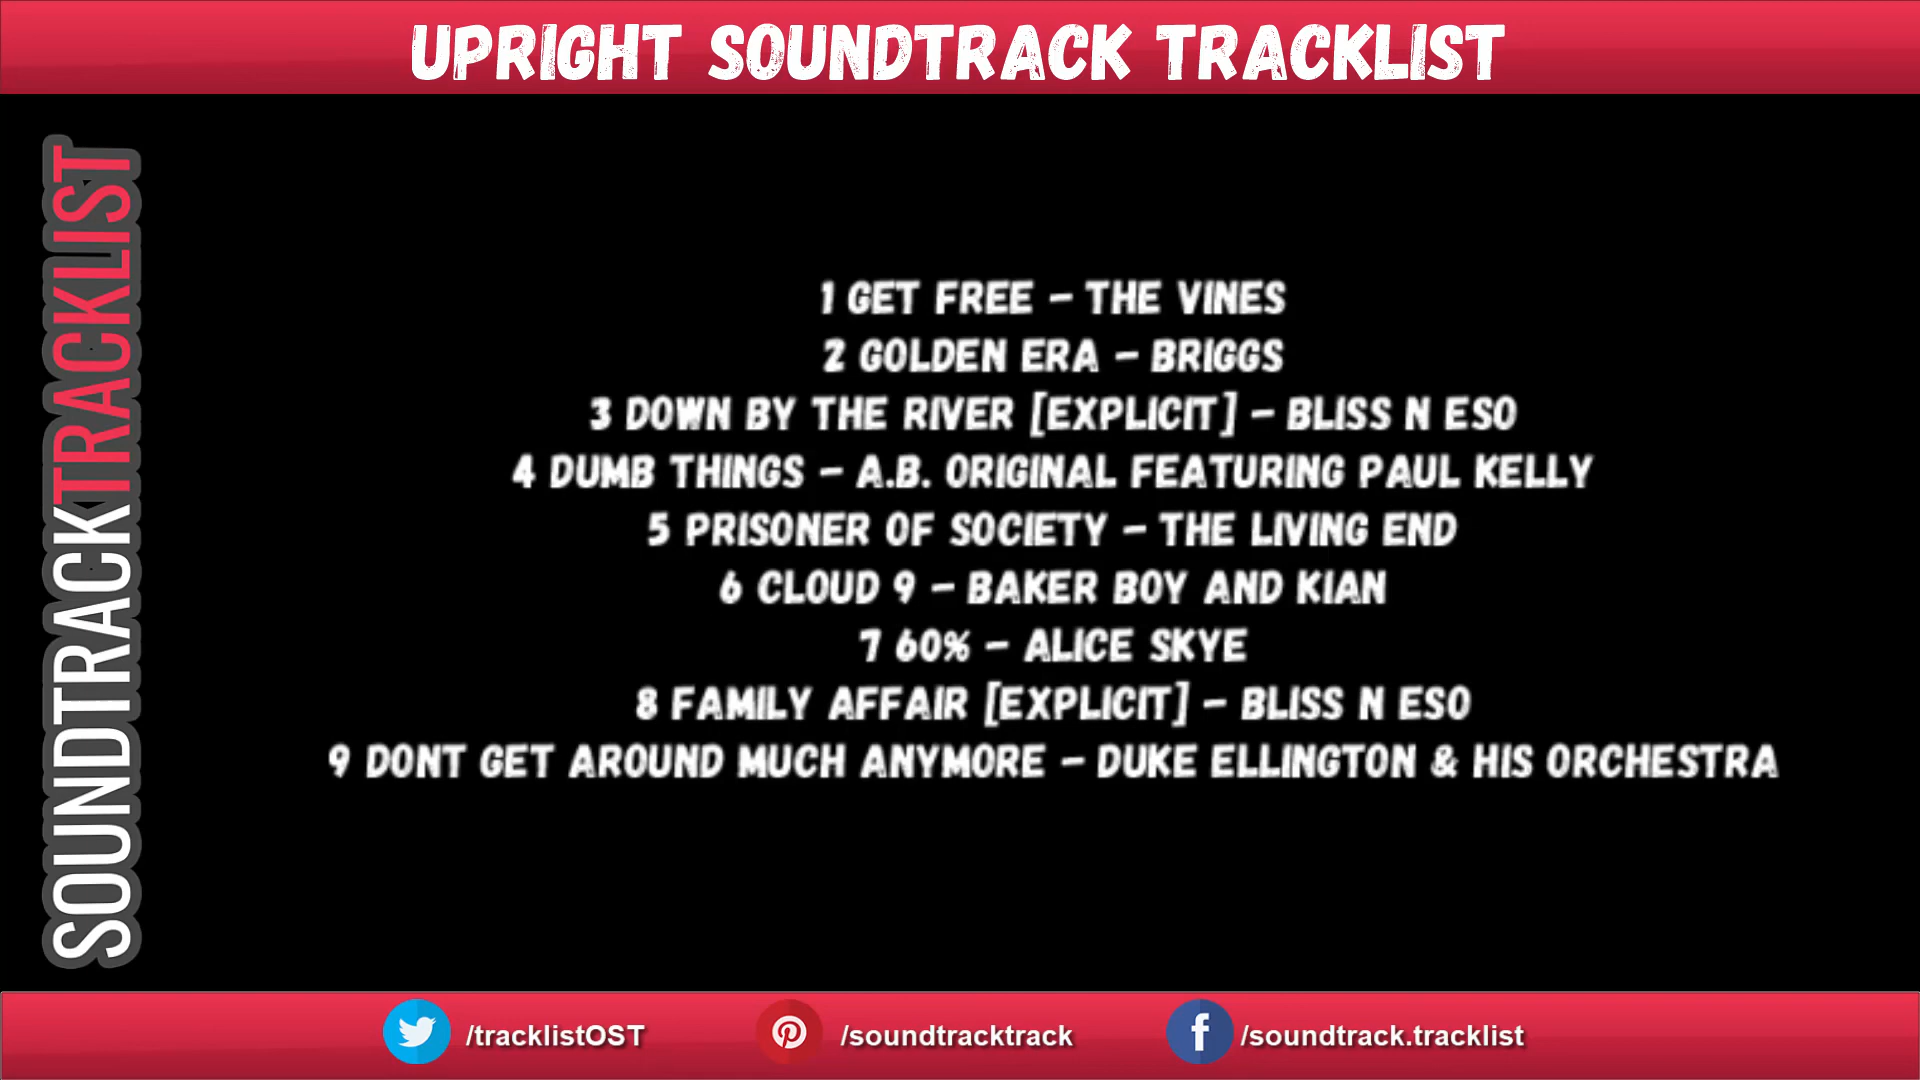 UPRIGHT SOUNDTRACK TRACKLIST
SOUNDTRACKTRACKLIST
1 GET FREE – THE VINES
2 GOLDEN ERA – BRIGGS
3 DOWN BY THE RIVER [EXPLICIT] – BLISS N ESO
4 DUMB THINGS – A.B. ORIGINAL FEATURING PAUL KELLY
5 PRISONER OF SOCIETY – THE LIVING END
6 CLOUD 9 – BAKER BOY AND KIAN
7 60% – ALICE SKYE
8 FAMILY AFFAIR [EXPLICIT] – BLISS N ESO
9 DONT GET AROUND MUCH ANYMORE – DUKE ELLINGTON & HIS ORCHESTRA
/tracklistOST /soundtracktrack /soundtrack.tracklist